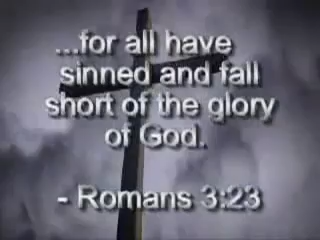 ...for all have
sinned and fall
short of the glory
of God.
- Romans 3:23